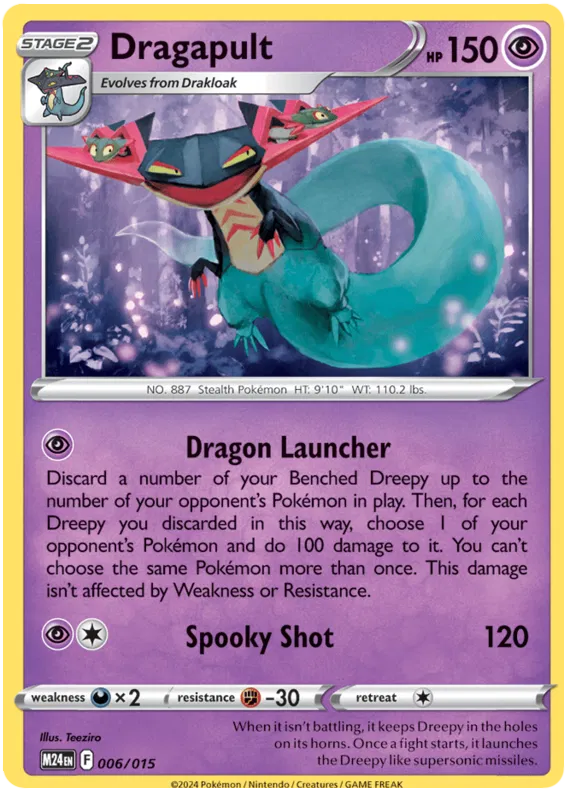 STAGE2
Dragapult
HP 150
Evolves from Drakloak
NO. 887 Stealth Pokémon HT: 9'10" WT: 110.2 lbs.
Dragon Launcher
Discard a number of your Benched Dreepy up to the
number of your opponent's Pokémon in play. Then, for each
Dreepy you discarded in this way, choose 1 of your
opponent's Pokémon and do 100 damage to it. You can't
choose the same Pokémon more than once. This damage
isn't affected by Weakness or Resistance.
Spooky Shot 120
weakness ×2 resistance -30 retreat
Illus. Teeziro
When it isn't battling, it keeps Dreepy in the holes
on its horns. Once a fight starts, it launches
the Dreepy like supersonic missiles.
M24 EN F 006/015
©2024 Pokémon / Nintendo / Creatures / GAME FREAK